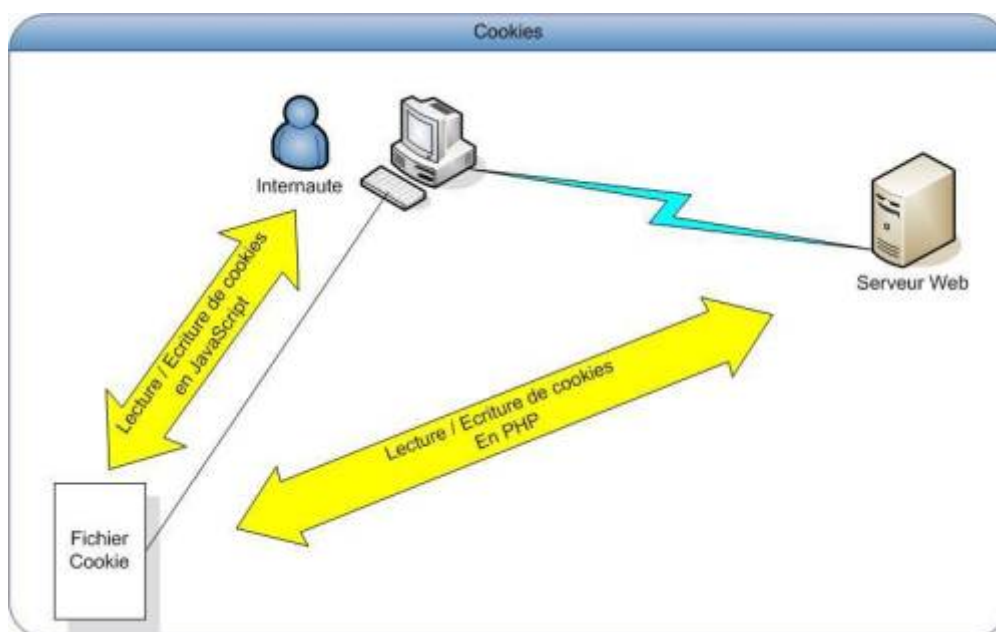 Cookies
Internaute
Serveur Web
Lecture / Ecriture de cookies
en JavaScript
Lecture / Ecriture de cookies
En PHP
Fichier
Cookie